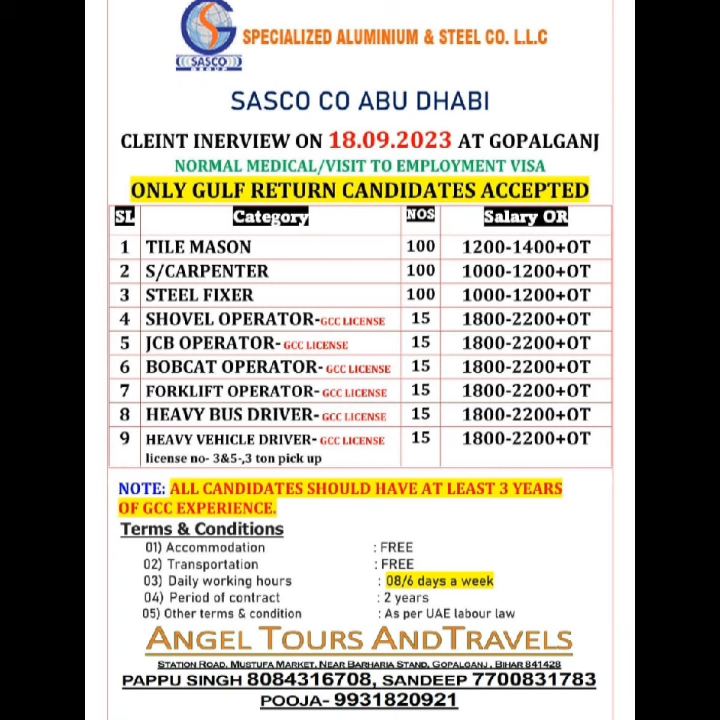 SPECIALIZED ALUMINIUM & STEEL CO. L.L.C
SASCO
GROUP
SASCO CO ABU DHABI
CLEINT INERVIEW ON 18.09.2023 AT GOPALGANJ
NORMAL MEDICAL/VISIT TO EMPLOYMENT VISA
ONLY GULF RETURN CANDIDATES ACCEPTED
SL Category NOS Salary OR
1 TILE MASON 100 1200-1400+OT
2 S/CARPENTER 100 1000-1200+OT
3 STEEL FIXER 100 1000-1200+OT
4 SHOVEL OPERATOR-GCC LICENSE 15 1800-2200+OT
5 JCB OPERATOR- GCC LICENSE 15 1800-2200+OT
6 BOBCAT OPERATOR-GCC LICENSE 15 1800-2200+OT
7 FORKLIFT OPERATOR-GCC LICENSE 15 1800-2200+OT
8 HEAVY BUS DRIVER- GCC LICENSE 15 1800-2200+OT
9 HEAVY VEHICLE DRIVER- GCC LICENSE 15 1800-2200+OT
license no- 3&5-,3 ton pick up
NOTE: ALL CANDIDATES SHOULD HAVE AT LEAST 3 YEARS
OF GCC EXPERIENCE.
Terms & Conditions
01) Accommodation : FREE
02) Transportation : FREE
03) Daily working hours : 08/6 days a week
04) Period of contract : 2 years
05) Other terms & condition : As per UAE labour law
ANGEL TOURS ANDTRAVELS
STATION ROAD, MUSTUFA MARKET, NEAR BARHARIA STAND, GOPALGANJ, BIHAR 841428
PAPPU SINGH 8084316708, SANDEEP 7700831783
POOJA- 9931820921